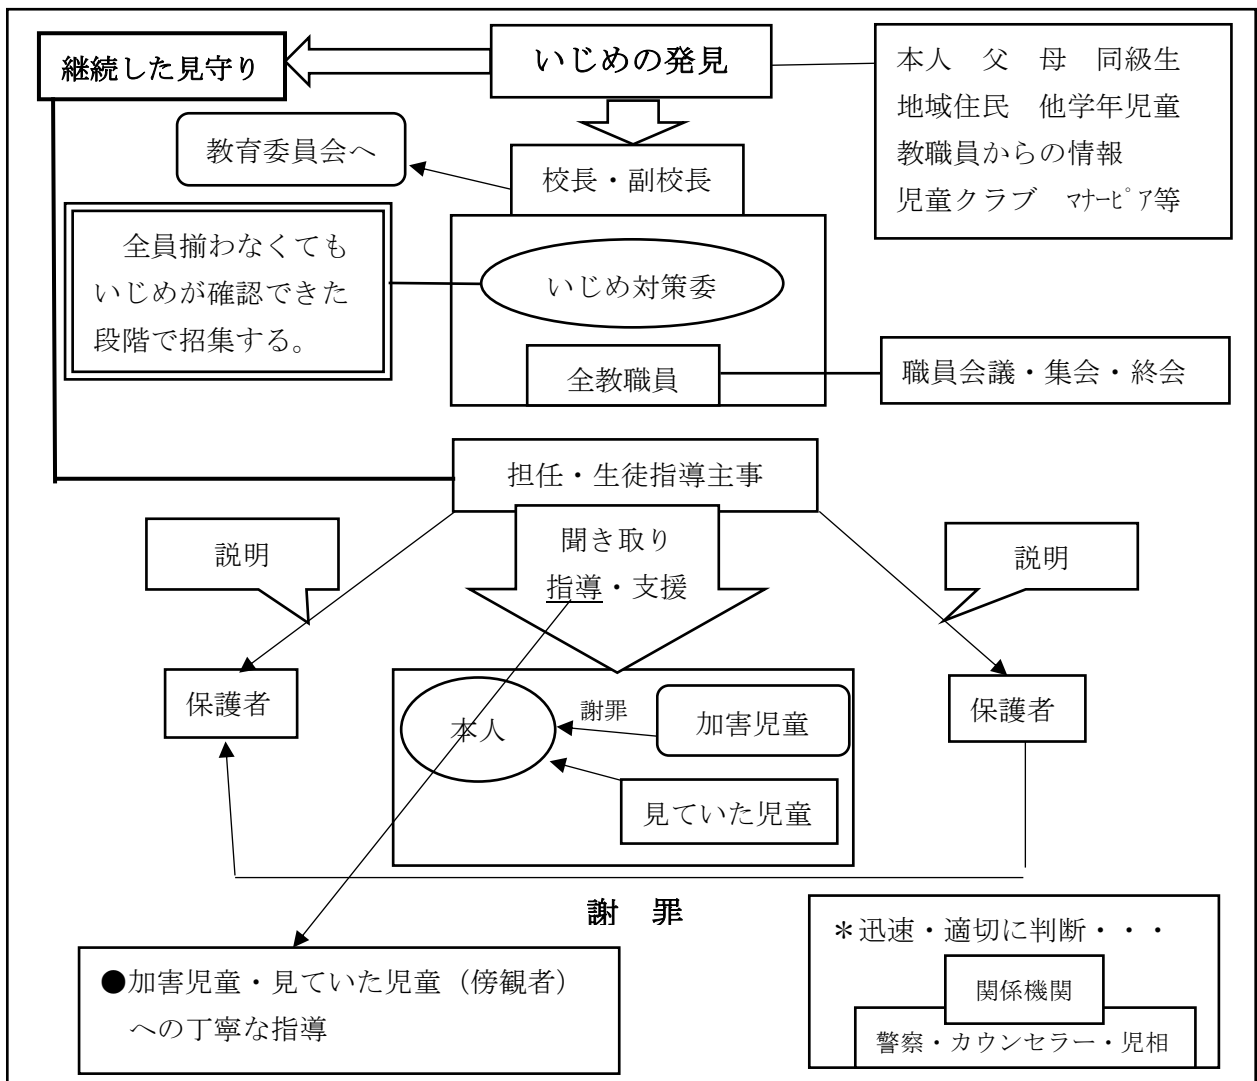 継続した見守り
いじめの発見
本人　父　母　同級生
地域住民　他学年児童
教職員からの情報
児童クラブ　ﾏﾅｰﾋﾟｱ等
教育委員会へ
校長・副校長
全員揃わなくても
いじめが確認できた
段階で招集する。
いじめ対策委
全教職員
職員会議・集会・終会
担任・生徒指導主事
説明
聞き取り
指導・支援
説明
保護者
本人
謝罪
加害児童
見ていた児童
保護者
謝　罪
●加害児童・見ていた児童（傍観者）
への丁寧な指導
＊迅速・適切に判断・・・
関係機関
警察・カウンセラー・児相